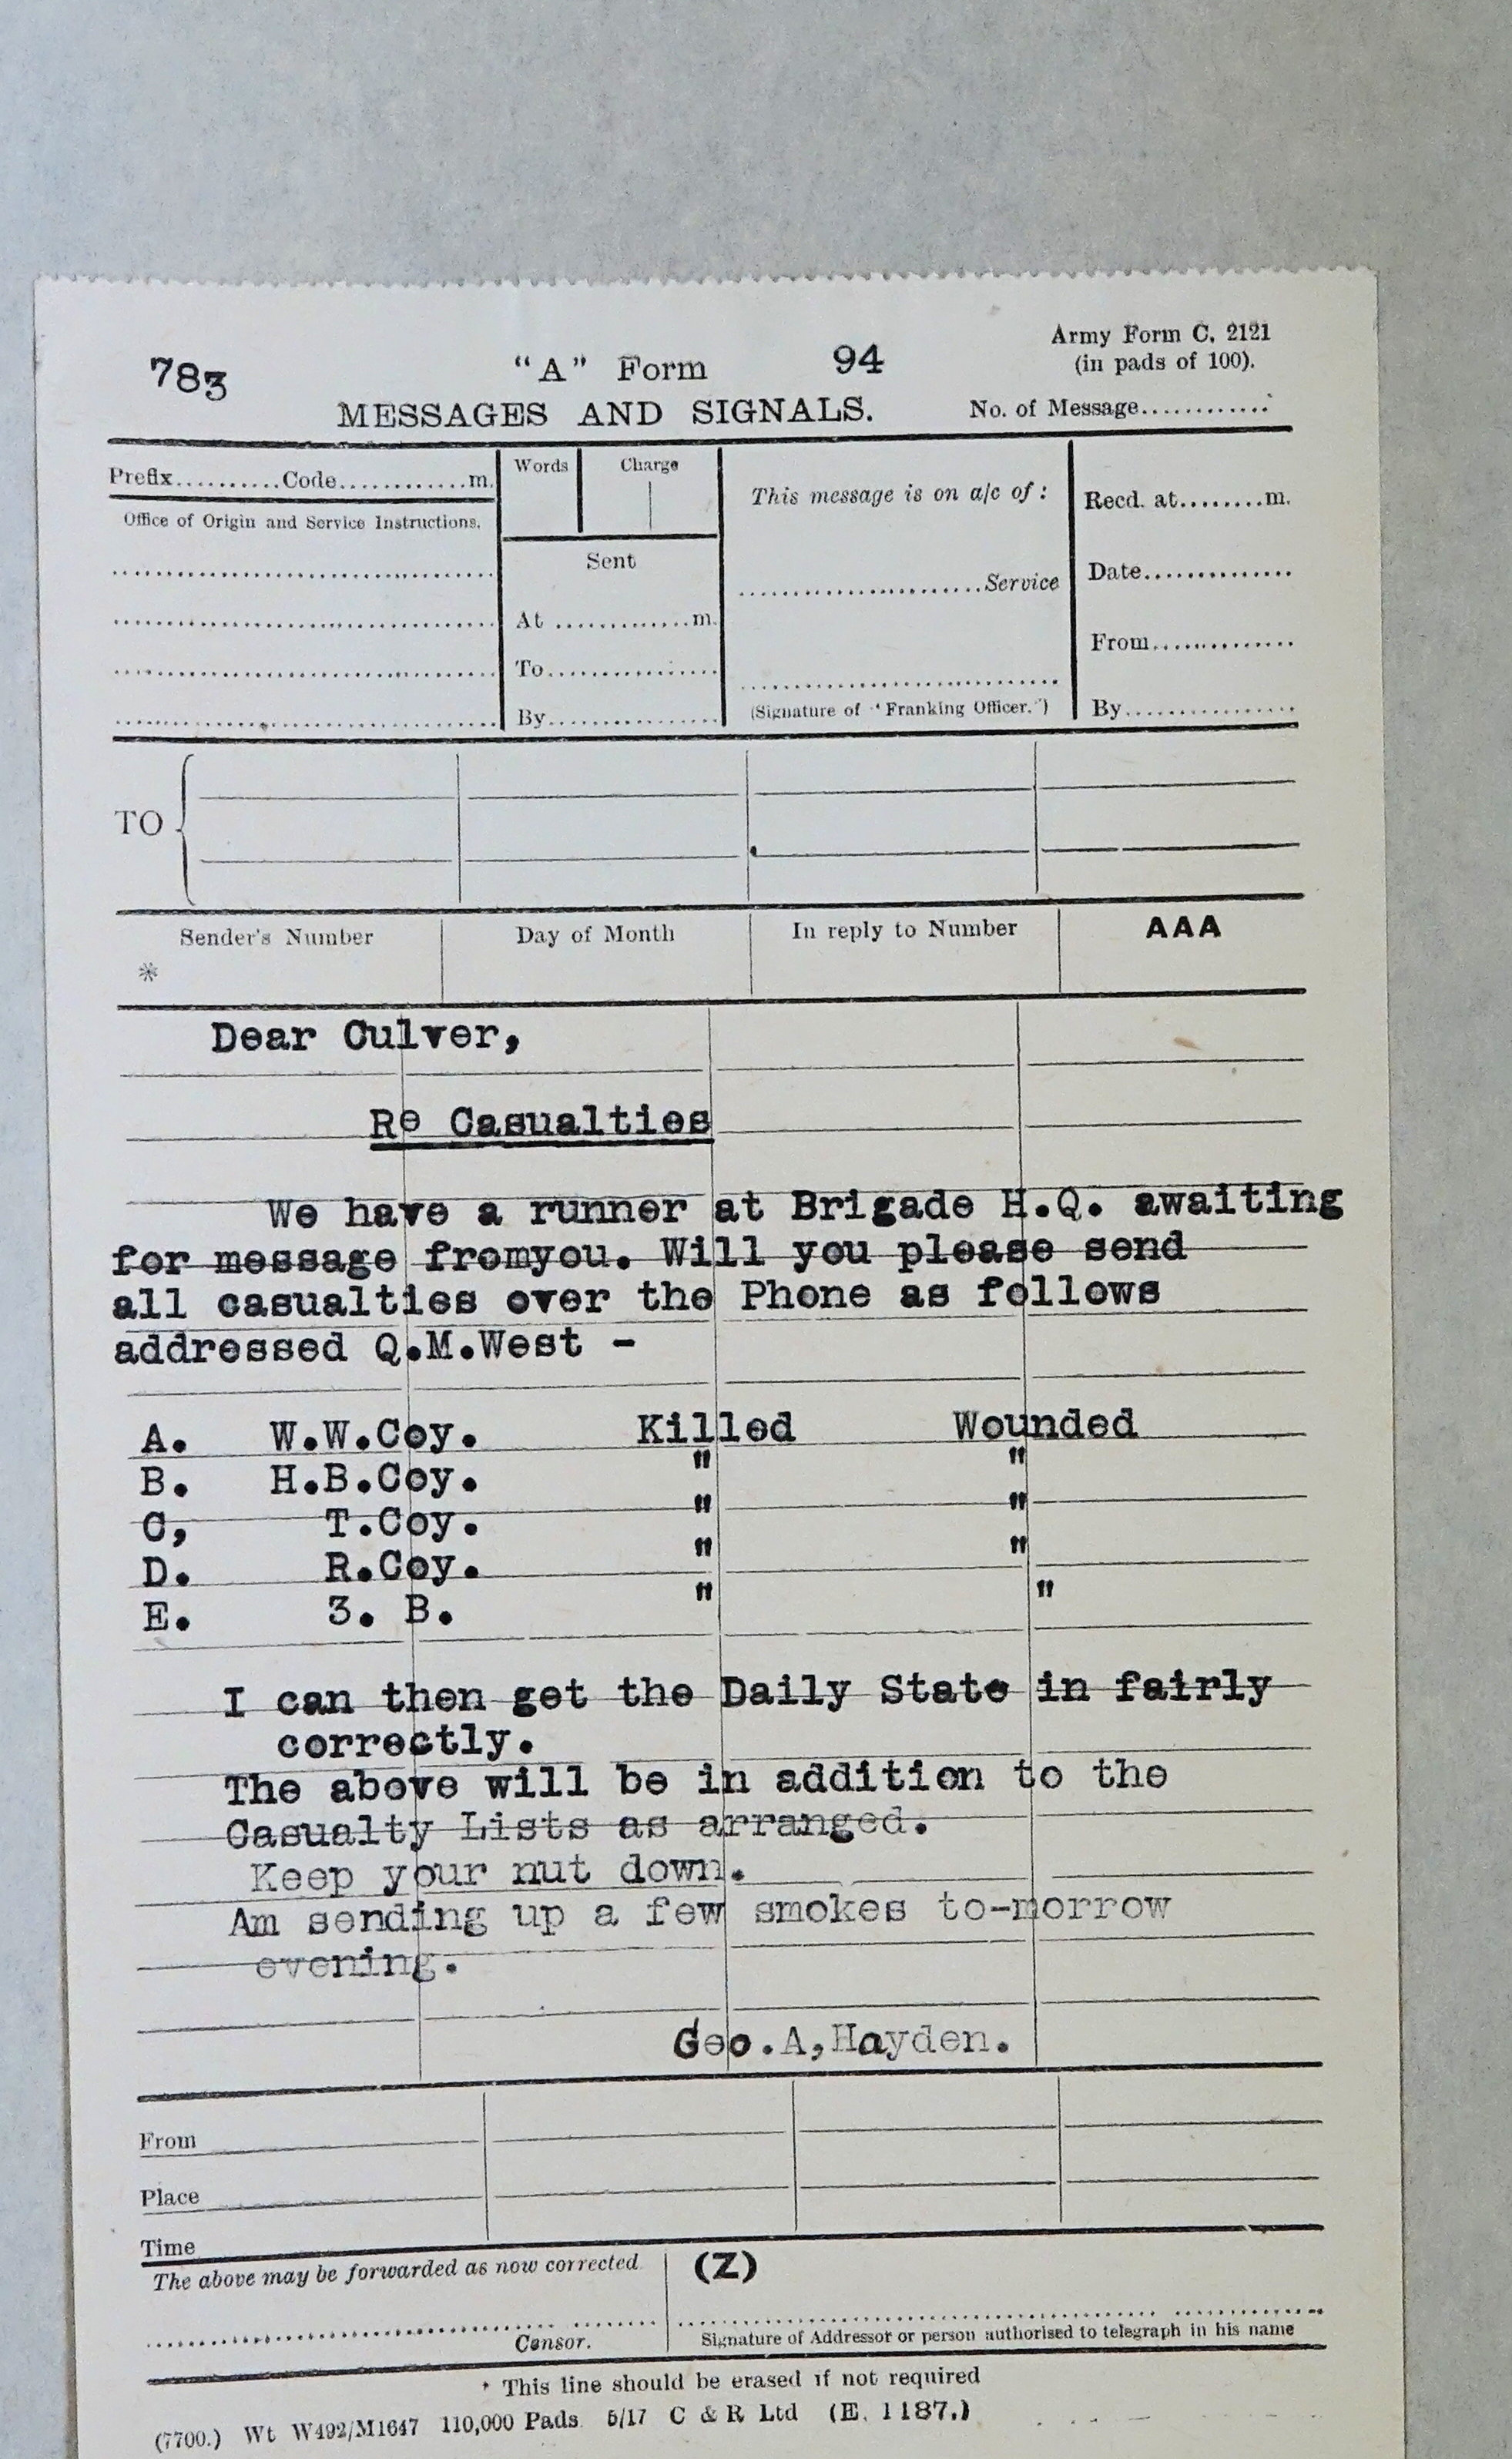 783 "A" Form 94 Army Form C. 2121
(in pads of 100).
MESSAGES AND SIGNALS. No. of Message............
Prefix..........Code............m. Words Charge
This message is on a/c of : Recd. at........m.
Office of Origin and Service Instructions.
Sent
.......................Service Date..............
At .............m.
To................ From..............
By................ (Signature of "Franking Officer.") By................
TO
Sender's Number Day of Month In reply to Number AAA
*
Dear Culver,
Re Casualties
We have a runner at Brigade H.Q. awaiting
for message fromyou. Will you please send
all casualties over the Phone as follows
addressed Q.M.West -
A. W.W.Coy. Killed Wounded
B. H.B.Coy. " "
C, T.Coy. " "
D. R.Coy. " "
E. 3. B. " "
I can then get the Daily State in fairly
correctly.
The above will be in addition to the
Casualty Lists as arranged.
Keep your nut down.
Am sending up a few smokes to-morrow
evening.
Geo.A,Hayden.
From
Place
Time
The above may be forwarded as now corrected (Z)
Censor. Signature of Addressor or person authorised to telegraph in his name
* This line should be erased if not required
(7700.) Wt W492/M1647 110,000 Pads 5/17 C & R Ltd (E. 1187.)